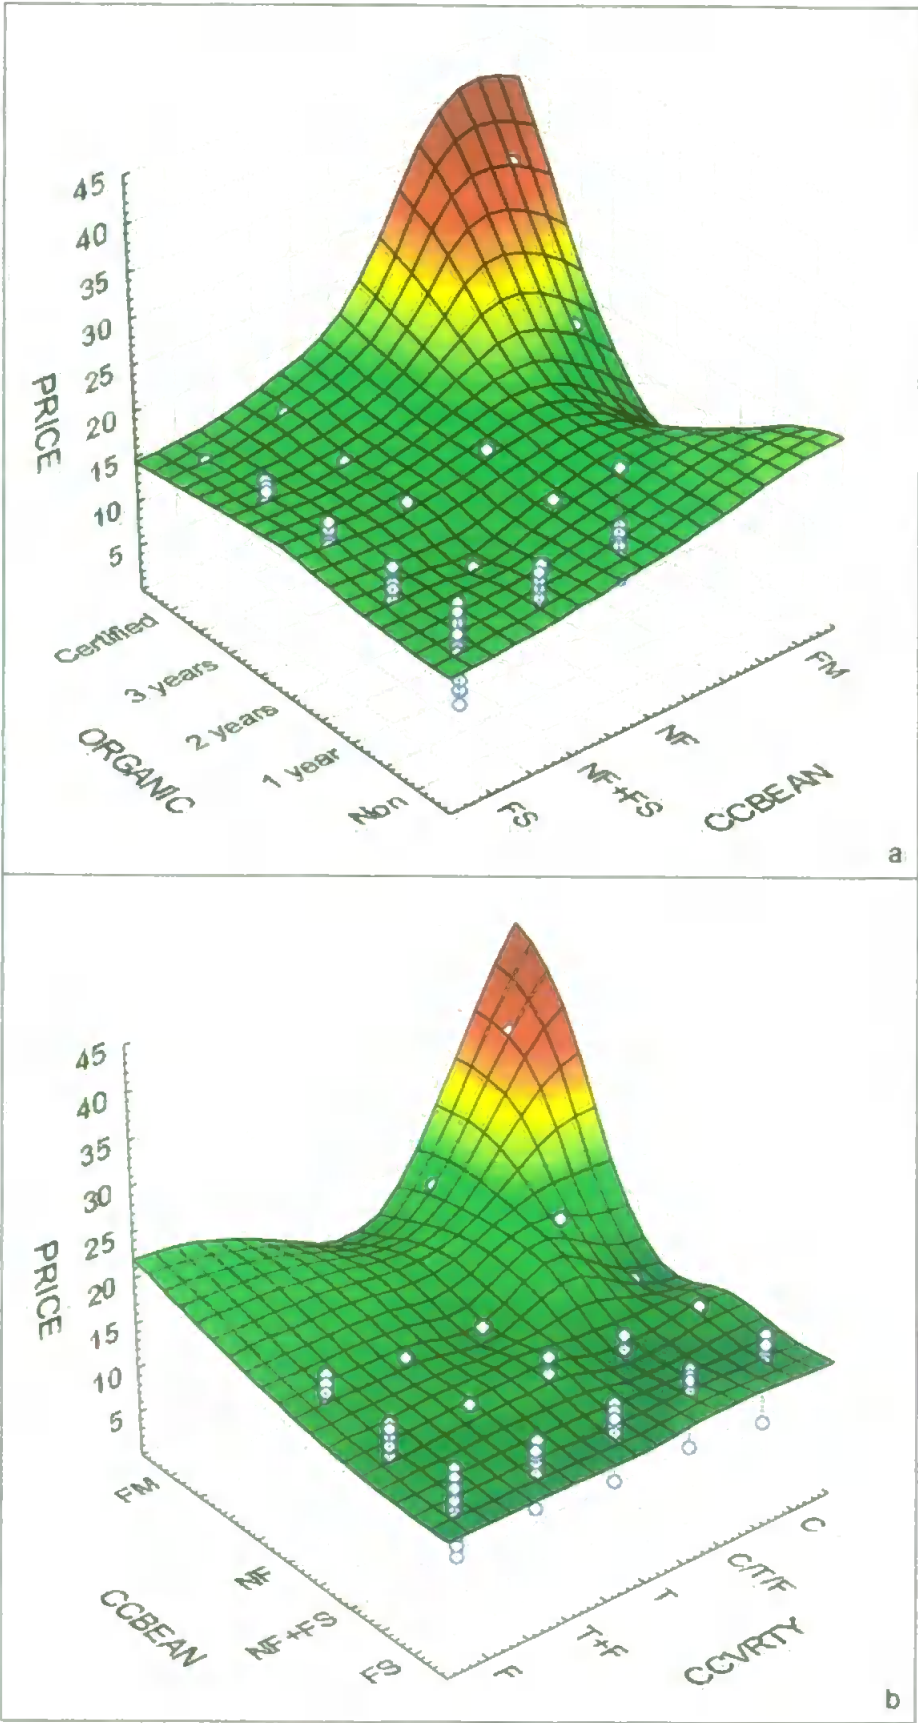 45
40
35
30
25
20
15
10
5
PRICE
Certified
3 years
2 years
1 year
Non
ORGANIC
FS
NF+FS
NF
FM
CCBEAN
a
45
40
35
30
25
20
15
10
5
PRICE
FM
NF
NF+FS
FS
CCBEAN
F
T+F
T
C/T/F
C
CCVRTY
b